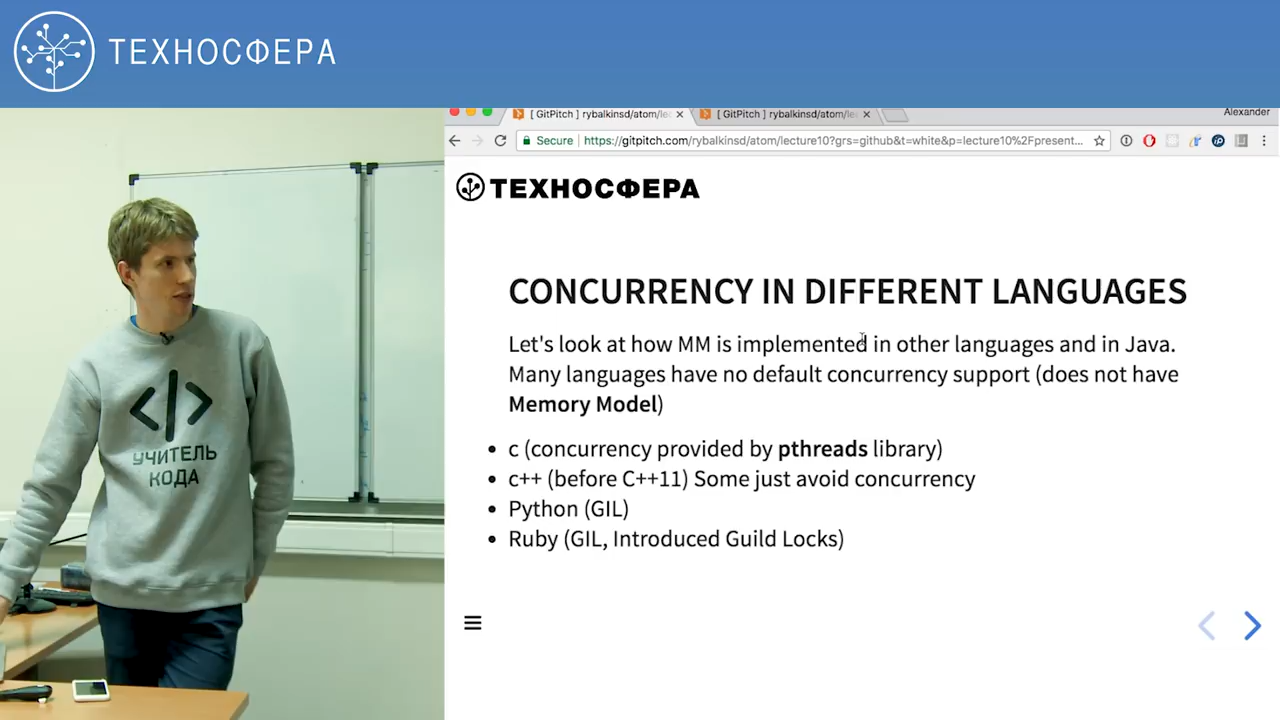 ТЕХНОСФЕРА
[ GitPitch ] rybalkinsd/atom/lec
[ GitPitch ] rybalkinsd/atom/lec
Alexander
Secure
https://gitpitch.com/rybalkinsd/atom/lecture10?grs=github&t=white&p=lecture10%2Fpresent...
ТЕХНОСФЕРА
CONCURRENCY IN DIFFERENT LANGUAGES
Let's look at how MM is implemented in other languages and in Java.
Many languages have no default concurrency support (does not have
Memory Model)
c (concurrency provided by pthreads library)
c++ (before C++11) Some just avoid concurrency
Python (GIL)
Ruby (GIL, Introduced Guild Locks)
УЧИТЕЛЬ
КОДА